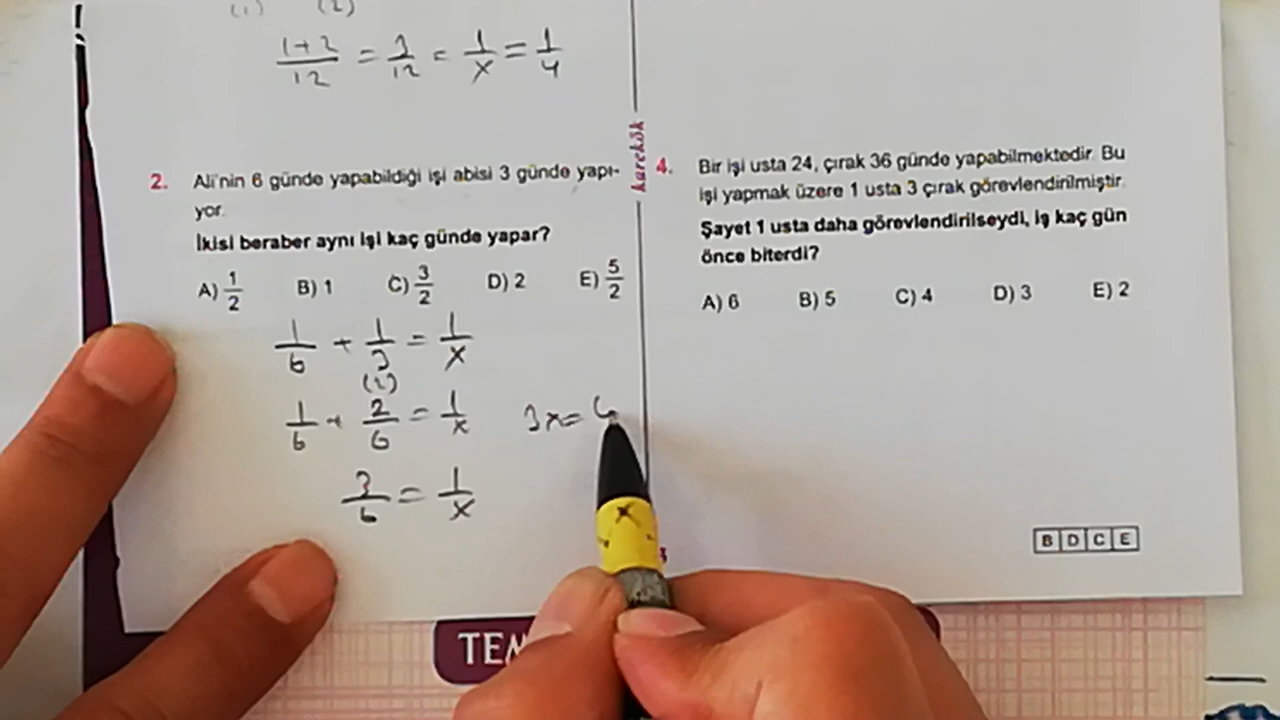 (1) (2)
1+2/12 = 3/12 = 1/x = 1/4
2. Ali'nin 6 günde yapabildiği işi abisi 3 günde yapı-
yor.
İkisi beraber aynı işi kaç günde yapar?
A) 1/2 B) 1 C) 3/2 D) 2 E) 5/2
1/6 + 1/3 = 1/x
(2)
1/6 + 2/6 = 1/x 3x=6
3/6 = 1/x
karekök
4. Bir işi usta 24, çırak 36 günde yapabilmektedir. Bu
işi yapmak üzere 1 usta 3 çırak görevlendirilmiştir.
Şayet 1 usta daha görevlendirilseydi, iş kaç gün
önce biterdi?
A) 6 B) 5 C) 4 D) 3 E) 2
B D C E